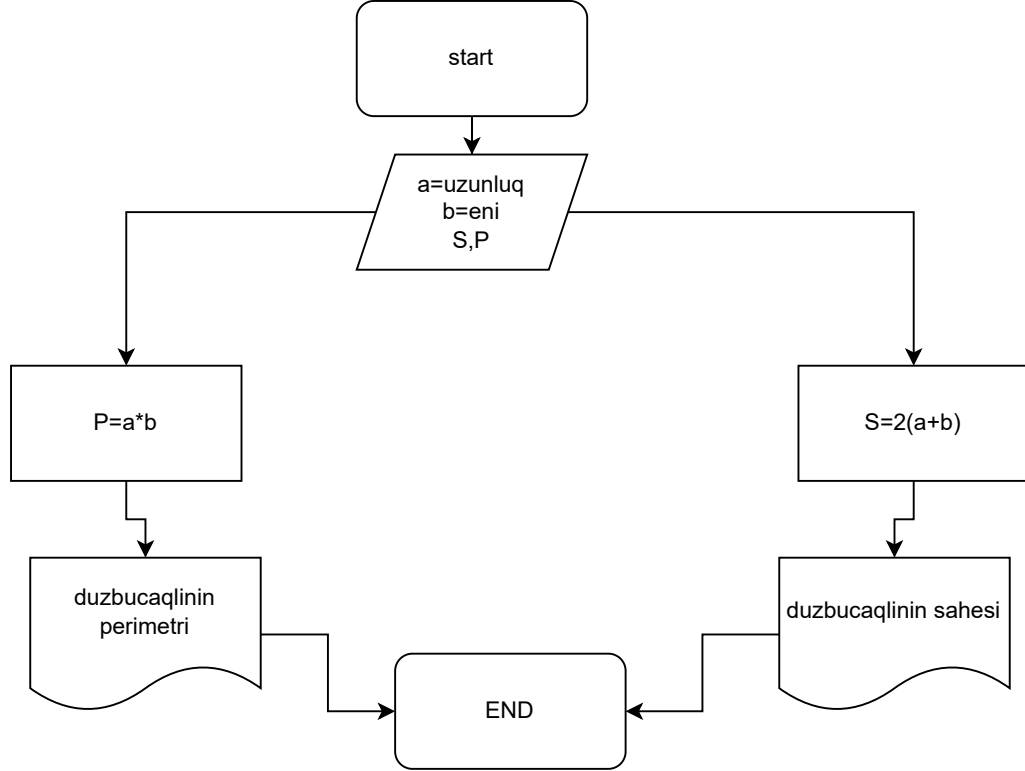 start
a=uzunluq
b=eni
S,P
P=a*b
S=2(a+b)
duzbucaqlinin
perimetri
duzbucaqlinin sahesi
END